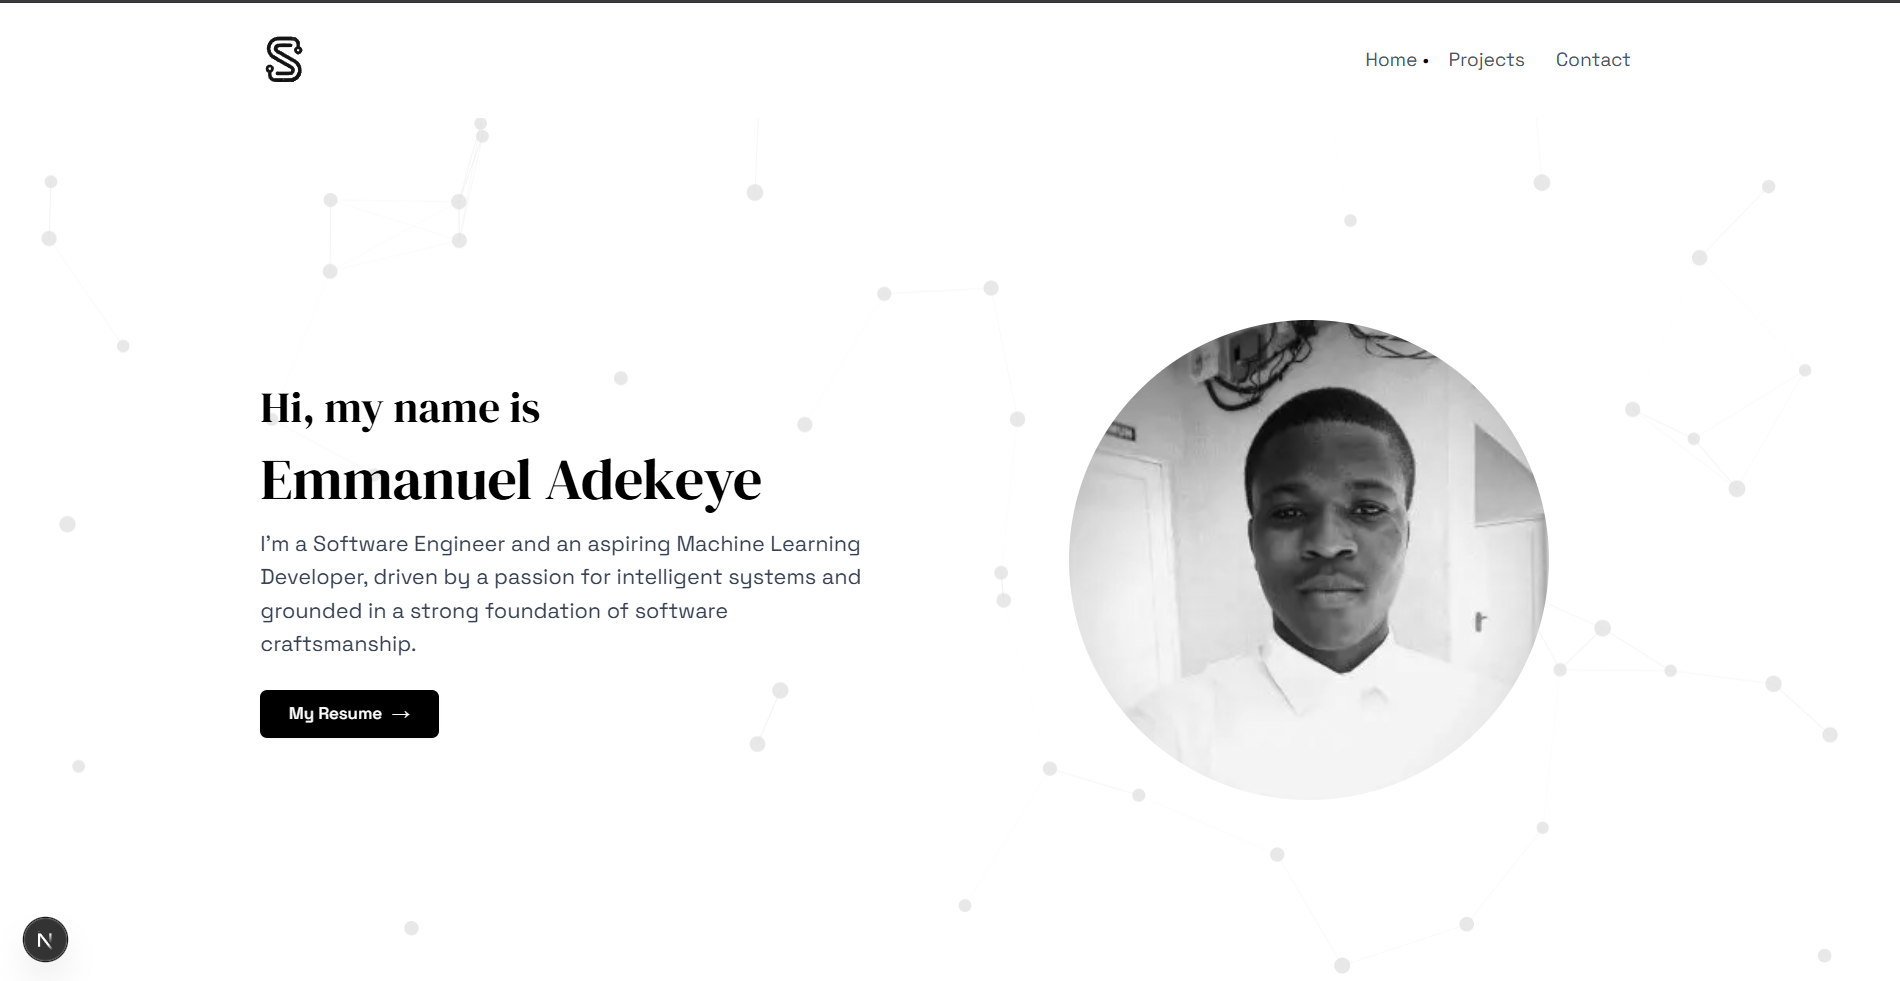 Home • Projects Contact
Hi, my name is
Emmanuel Adekeye
I'm a Software Engineer and an aspiring Machine Learning
Developer, driven by a passion for intelligent systems and
grounded in a strong foundation of software
craftsmanship.
My Resume →
N